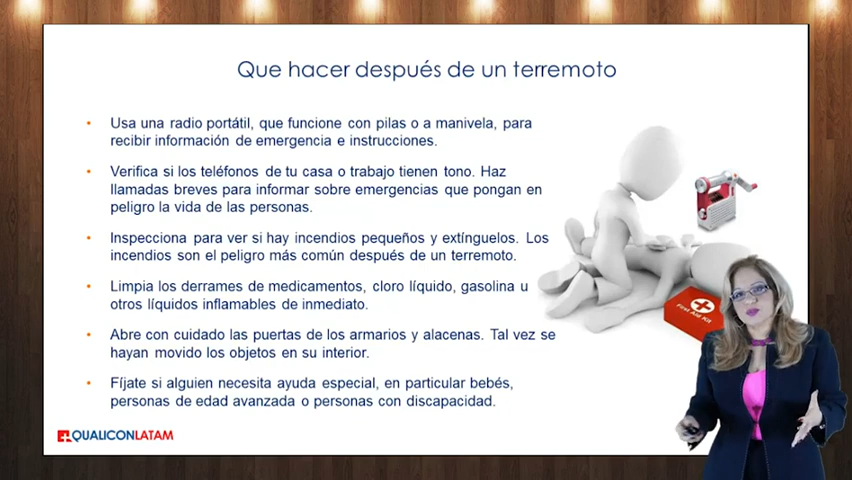 Que hacer después de un terremoto
• Usa una radio portátil, que funcione con pilas o a manivela, para
recibir información de emergencia e instrucciones.
• Verifica si los teléfonos de tu casa o trabajo tienen tono. Haz
llamadas breves para informar sobre emergencias que pongan en
peligro la vida de las personas.
• Inspecciona para ver si hay incendios pequeños y extínguelos. Los
incendios son el peligro más común después de un terremoto.
• Limpia los derrames de medicamentos, cloro líquido, gasolina u
otros líquidos inflamables de inmediato.
• Abre con cuidado las puertas de los armarios y alacenas. Tal vez se
hayan movido los objetos en su interior.
• Fíjate si alguien necesita ayuda especial, en particular bebés,
personas de edad avanzada o personas con discapacidad.
First Aid Kit
QUALICONLATAM